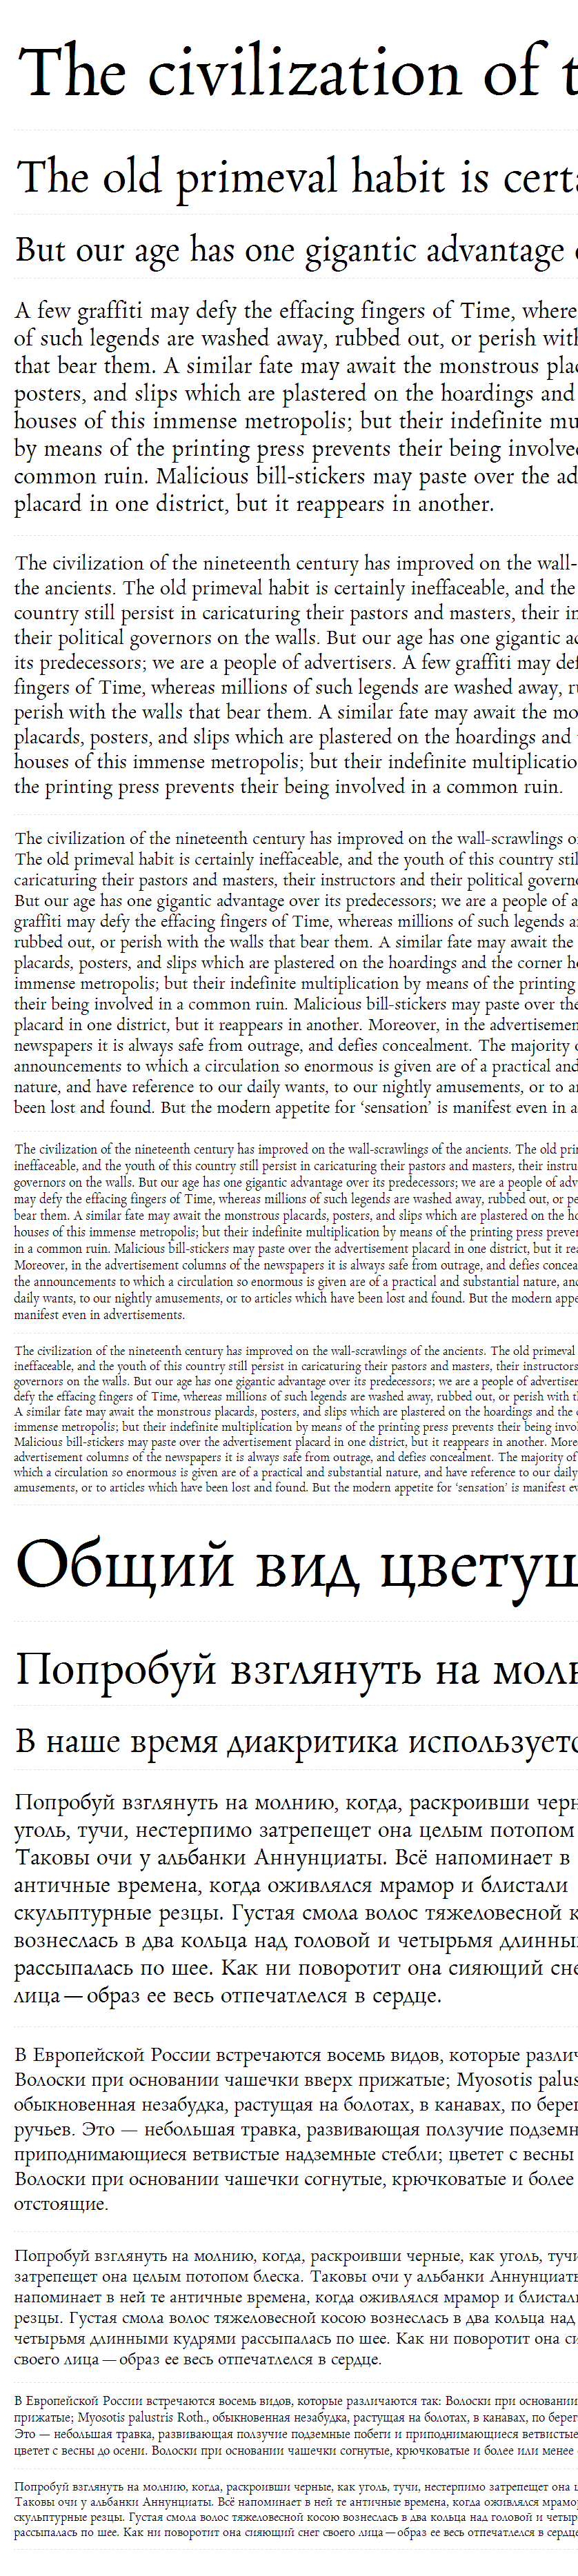 The civilization of t
The old primeval habit is certa
But our age has one gigantic advantage
A few graffiti may defy the effacing fingers of Time, where
of such legends are washed away, rubbed out, or perish with
that bear them. A similar fate may await the monstrous plac
posters, and slips which are plastered on the hoardings and
houses of this immense metropolis; but their indefinite mu
by means of the printing press prevents their being involve
common ruin. Malicious bill-stickers may paste over the ad
placard in one district, but it reappears in another.
The civilization of the nineteenth century has improved on the wall-
the ancients. The old primeval habit is certainly ineffaceable, and the
country still persist in caricaturing their pastors and masters, their in
their political governors on the walls. But our age has one gigantic ad
its predecessors; we are a people of advertisers. A few graffiti may def
fingers of Time, whereas millions of such legends are washed away, ru
perish with the walls that bear them. A similar fate may await the mo
placards, posters, and slips which are plastered on the hoardings and t
houses of this immense metropolis; but their indefinite multiplicatio
the printing press prevents their being involved in a common ruin.
The civilization of the nineteenth century has improved on the wall-scrawlings o
The old primeval habit is certainly ineffaceable, and the youth of this country stil
caricaturing their pastors and masters, their instructors and their political governo
But our age has one gigantic advantage over its predecessors; we are a people of a
graffiti may defy the effacing fingers of Time, whereas millions of such legends a
rubbed out, or perish with the walls that bear them. A similar fate may await the
placards, posters, and slips which are plastered on the hoardings and the corner ho
immense metropolis; but their indefinite multiplication by means of the printing
their being involved in a common ruin. Malicious bill-stickers may paste over the
placard in one district, but it reappears in another. Moreover, in the advertisemen
newspapers it is always safe from outrage, and defies concealment. The majority o
announcements to which a circulation so enormous is given are of a practical and
nature, and have reference to our daily wants, to our nightly amusements, or to ar
been lost and found. But the modern appetite for ‘sensation’ is manifest even in a
The civilization of the nineteenth century has improved on the wall-scrawlings of the ancients. The old prim
ineffaceable, and the youth of this country still persist in caricaturing their pastors and masters, their instru
governors on the walls. But our age has one gigantic advantage over its predecessors; we are a people of adv
may defy the effacing fingers of Time, whereas millions of such legends are washed away, rubbed out, or pe
bear them. A similar fate may await the monstrous placards, posters, and slips which are plastered on the ho
houses of this immense metropolis; but their indefinite multiplication by means of the printing press preven
in a common ruin. Malicious bill-stickers may paste over the advertisement placard in one district, but it rea
Moreover, in the advertisement columns of the newspapers it is always safe from outrage, and defies concea
the announcements to which a circulation so enormous is given are of a practical and substantial nature, and
daily wants, to our nightly amusements, or to articles which have been lost and found. But the modern appe
manifest even in advertisements.
The civilization of the nineteenth century has improved on the wall-scrawlings of the ancients. The old primeval
ineffaceable, and the youth of this country still persist in caricaturing their pastors and masters, their instructors
governors on the walls. But our age has one gigantic advantage over its predecessors; we are a people of advertiser
defy the effacing fingers of Time, whereas millions of such legends are washed away, rubbed out, or perish with th
A similar fate may await the monstrous placards, posters, and slips which are plastered on the hoardings and the c
immense metropolis; but their indefinite multiplication by means of the printing press prevents their being invol
Malicious bill-stickers may paste over the advertisement placard in one district, but it reappears in another. More
advertisement columns of the newspapers it is always safe from outrage, and defies concealment. The majority of
which a circulation so enormous is given are of a practical and substantial nature, and have reference to our daily
amusements, or to articles which have been lost and found. But the modern appetite for ‘sensation’ is manifest ev
Общий вид цветущ
Попробуй взглянуть на молн
В наше время диакритика используетс
Попробуй взглянуть на молнию, когда, раскроивши черн
уголь, тучи, нестерпимо затрепещет она целым потопом
Таковы очи у альбанки Аннунциаты. Всё напоминает в
античные времена, когда оживлялся мрамор и блистали
скульптурные резцы. Густая смола волос тяжеловесной к
вознеслась в два кольца над головой и четырьмя длинны
рассыпалась по шее. Как ни поворотит она сияющий сне
лица — образ ее весь отпечатлелся в сердце.
В Европейской России встречаются восемь видов, которые различ
Волоски при основании чашечки вверх прижатые; Myosotis palus
обыкновенная незабудка, растущая на болотах, в канавах, по берег
ручьев. Это — небольшая травка, развивающая ползучие подземн
приподнимающиеся ветвистые надземные стебли; цветет с весны
Волоски при основании чашечки согнутые, крючковатые и более
отстоящие.
Попробуй взглянуть на молнию, когда, раскроивши черные, как уголь, тучи
затрепещет она целым потопом блеска. Таковы очи у альбанки Аннунциаты
напоминает в ней те античные времена, когда оживлялся мрамор и блистали
резцы. Густая смола волос тяжеловесной косою вознеслась в два кольца над
четырьмя длинными кудрями рассыпалась по шее. Как ни поворотит она си
своего лица — образ ее весь отпечатлелся в сердце.
В Европейской России встречаются восемь видов, которые различаются так: Волоски при основании
прижатые; Myosotis palustris Roth., обыкновенная незабудка, растущая на болотах, в канавах, по берег
Это — небольшая травка, развивающая ползучие подземные побеги и приподнимающиеся ветвистые
цветет с весны до осени. Волоски при основании чашечки согнутые, крючковатые и более или менее
Попробуй взглянуть на молнию, когда, раскроивши черные, как уголь, тучи, нестерпимо затрепещет она ц
Таковы очи у альбанки Аннунциаты. Всё напоминает в ней те античные времена, когда оживлялся мрамо
скульптурные резцы. Густая смола волос тяжеловесной косою вознеслась в два кольца над головой и четыр
рассыпалась по шее. Как ни поворотит она сияющий снег своего лица — образ ее весь отпечатлелся в сердце